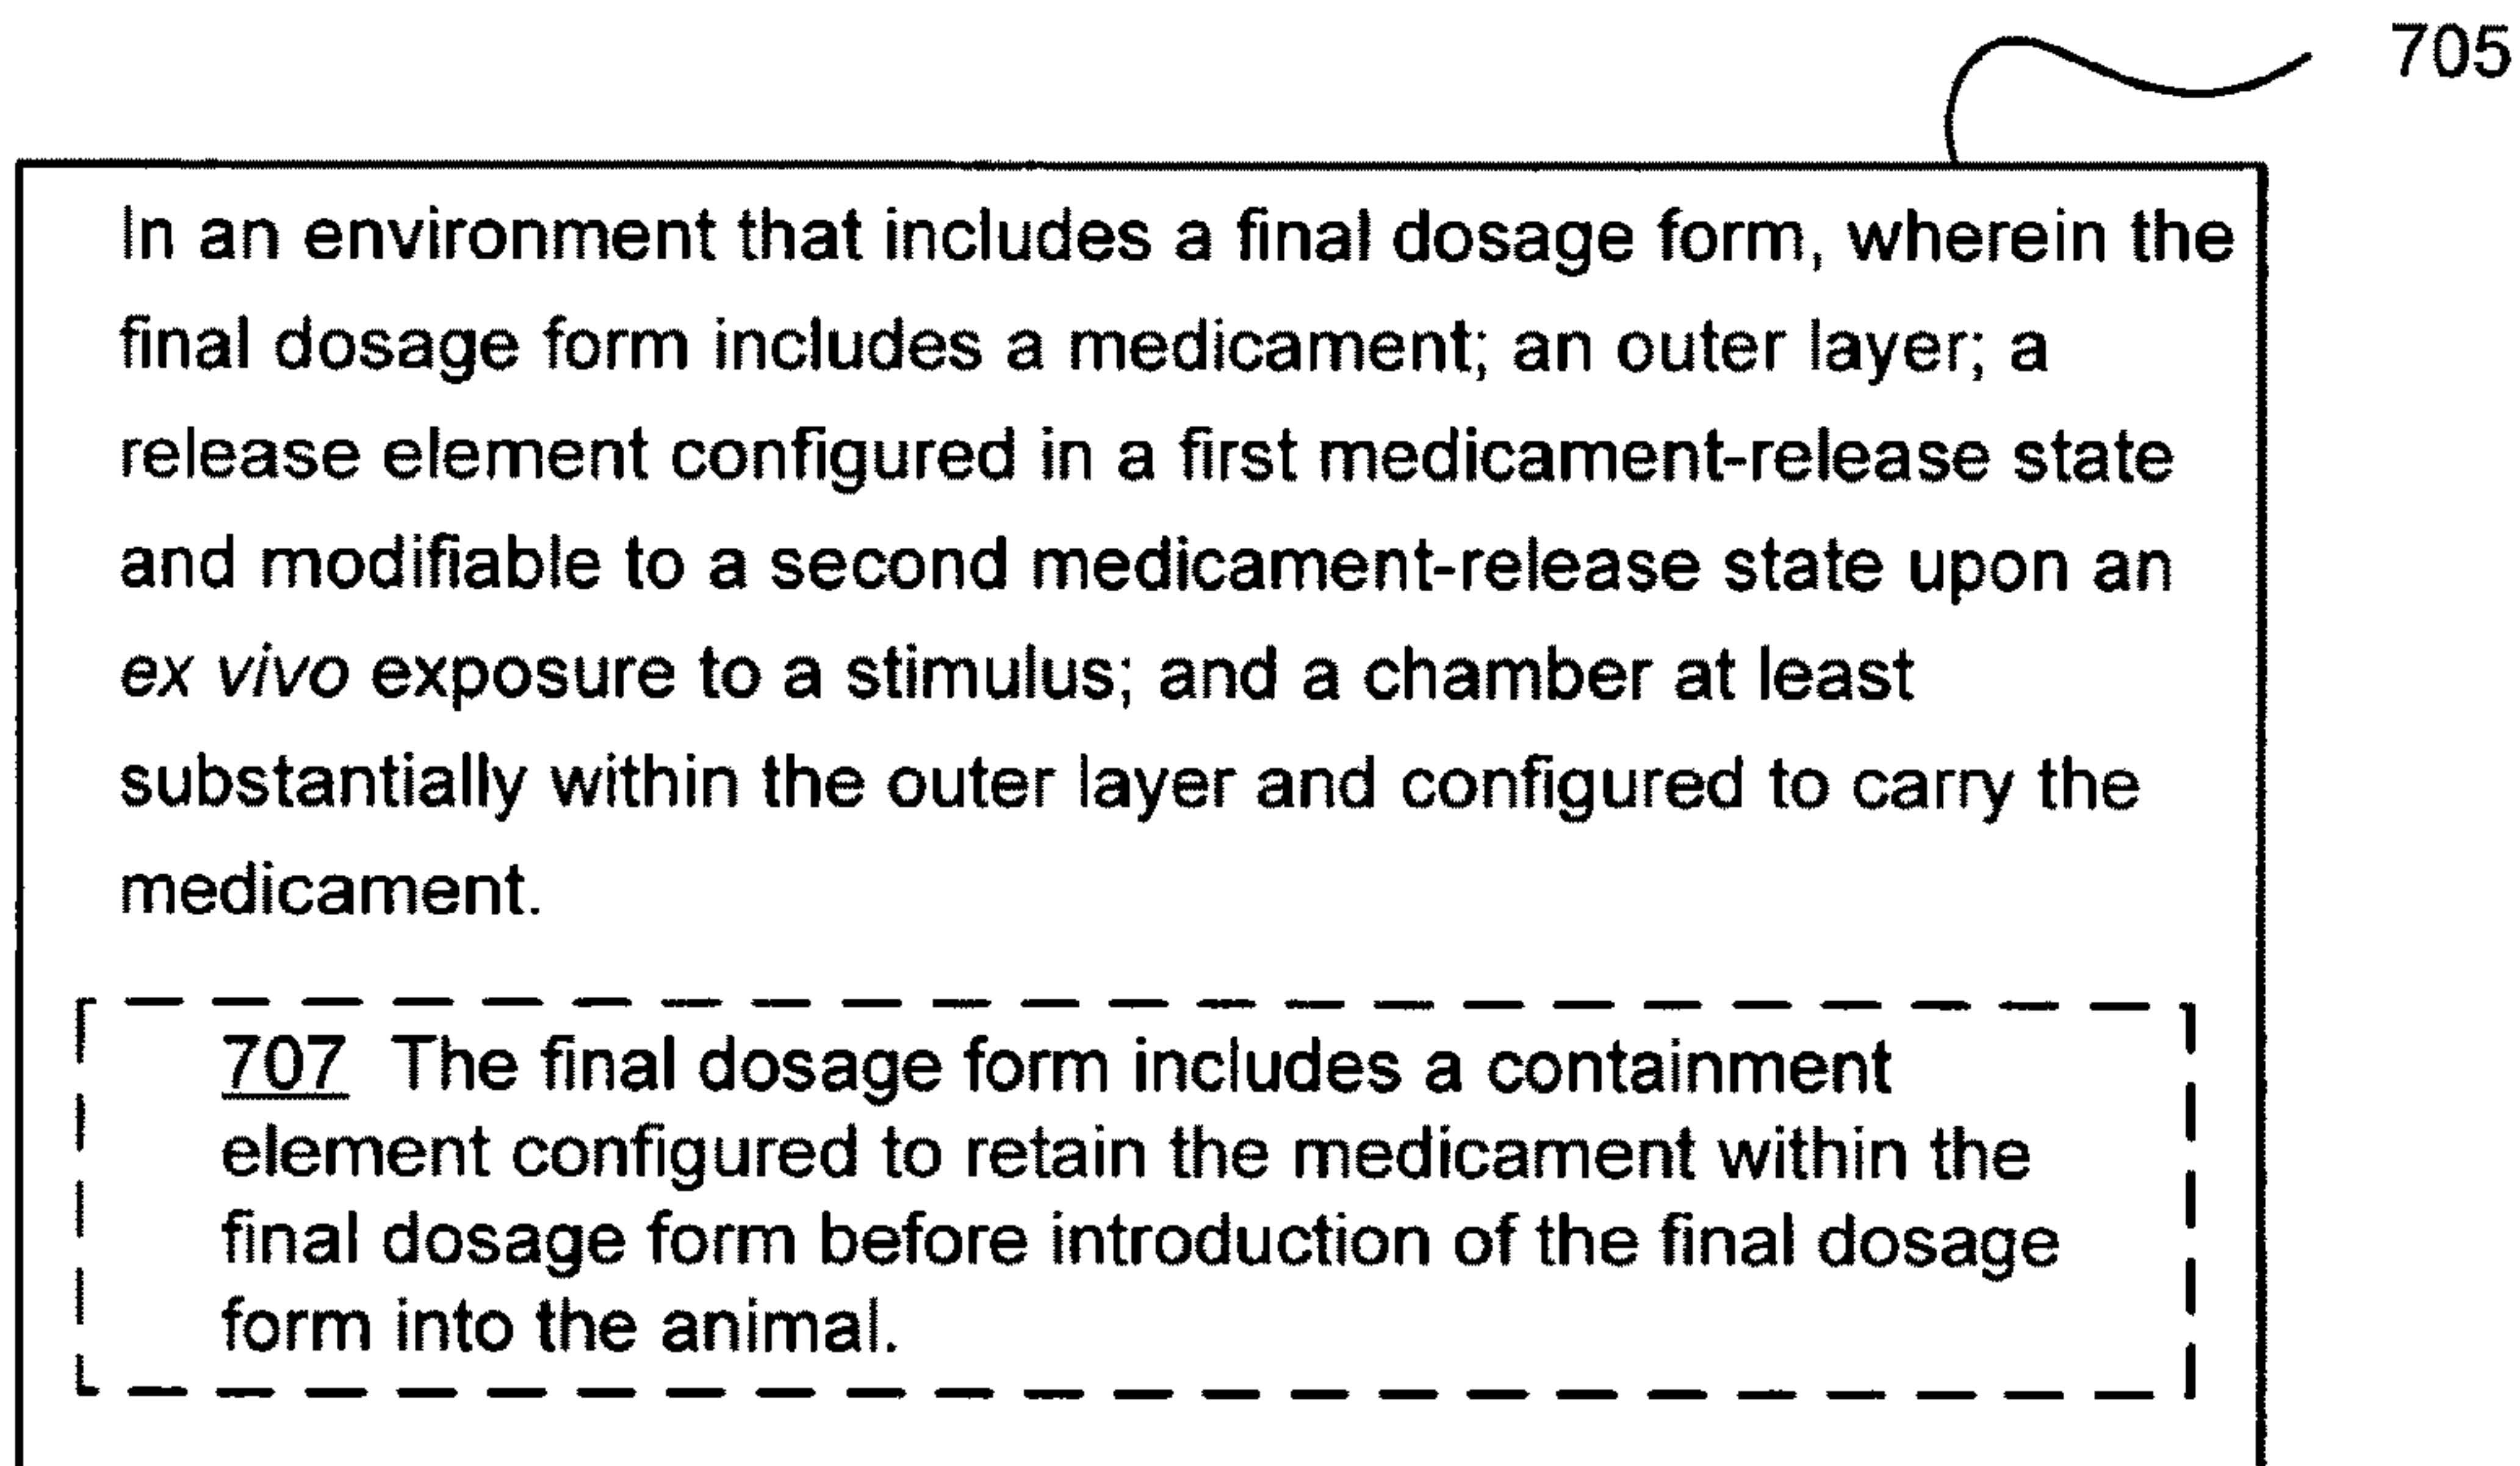 705
In an environment that includes a final dosage form, wherein the
final dosage form includes a medicament; an outer layer; a
release element configured in a first medicament-release state
and modifiable to a second medicament-release state upon an
ex vivo exposure to a stimulus; and a chamber at least
substantially within the outer layer and configured to carry the
medicament.
707 The final dosage form includes a containment
element configured to retain the medicament within the
final dosage form before introduction of the final dosage
form into the animal.